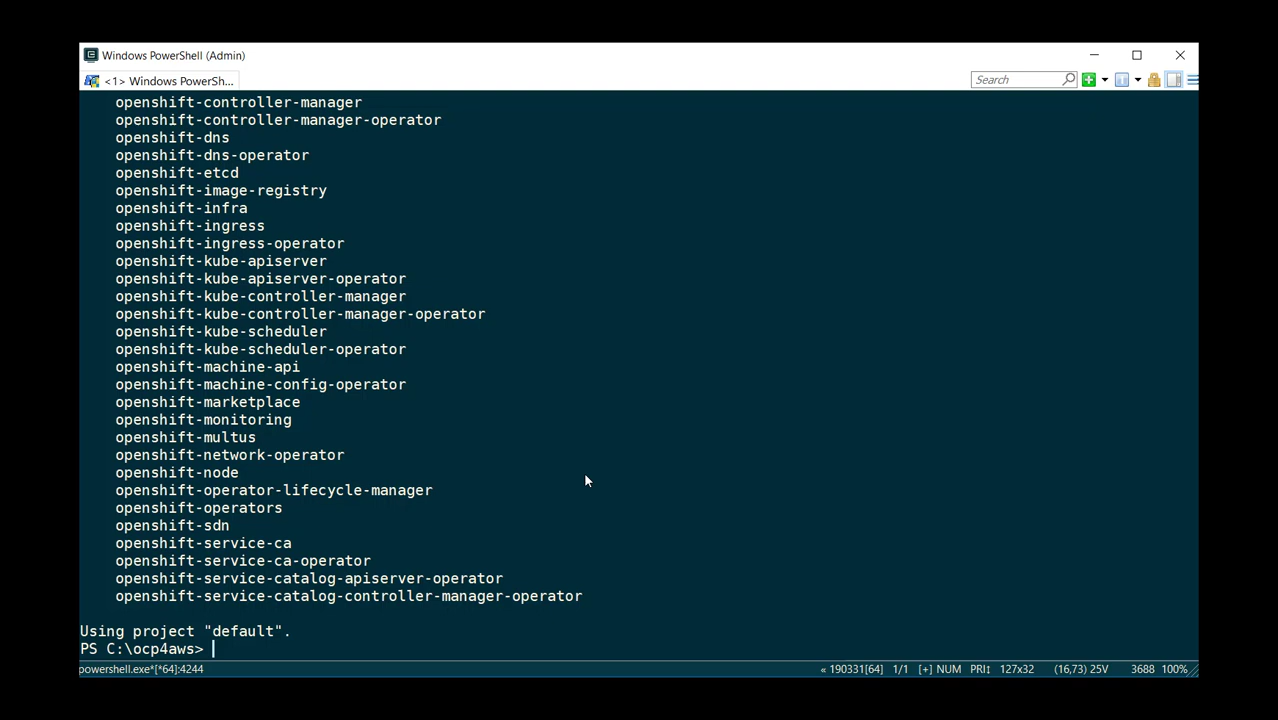 Windows PowerShell (Admin)
<1> Windows PowerSh...
Search
openshift-controller-manager
openshift-controller-manager-operator
openshift-dns
openshift-dns-operator
openshift-etcd
openshift-image-registry
openshift-infra
openshift-ingress
openshift-ingress-operator
openshift-kube-apiserver
openshift-kube-apiserver-operator
openshift-kube-controller-manager
openshift-kube-controller-manager-operator
openshift-kube-scheduler
openshift-kube-scheduler-operator
openshift-machine-api
openshift-machine-config-operator
openshift-marketplace
openshift-monitoring
openshift-multus
openshift-network-operator
openshift-node
openshift-operator-lifecycle-manager
openshift-operators
openshift-sdn
openshift-service-ca
openshift-service-ca-operator
openshift-service-catalog-apiserver-operator
openshift-service-catalog-controller-manager-operator
Using project "default".
PS C:\ocp4aws>
powershell.exe*[*64]:4244 « 190331[64] 1/1 [+] NUM PRI↕ 127x32 (16,73) 25V 3688 100%